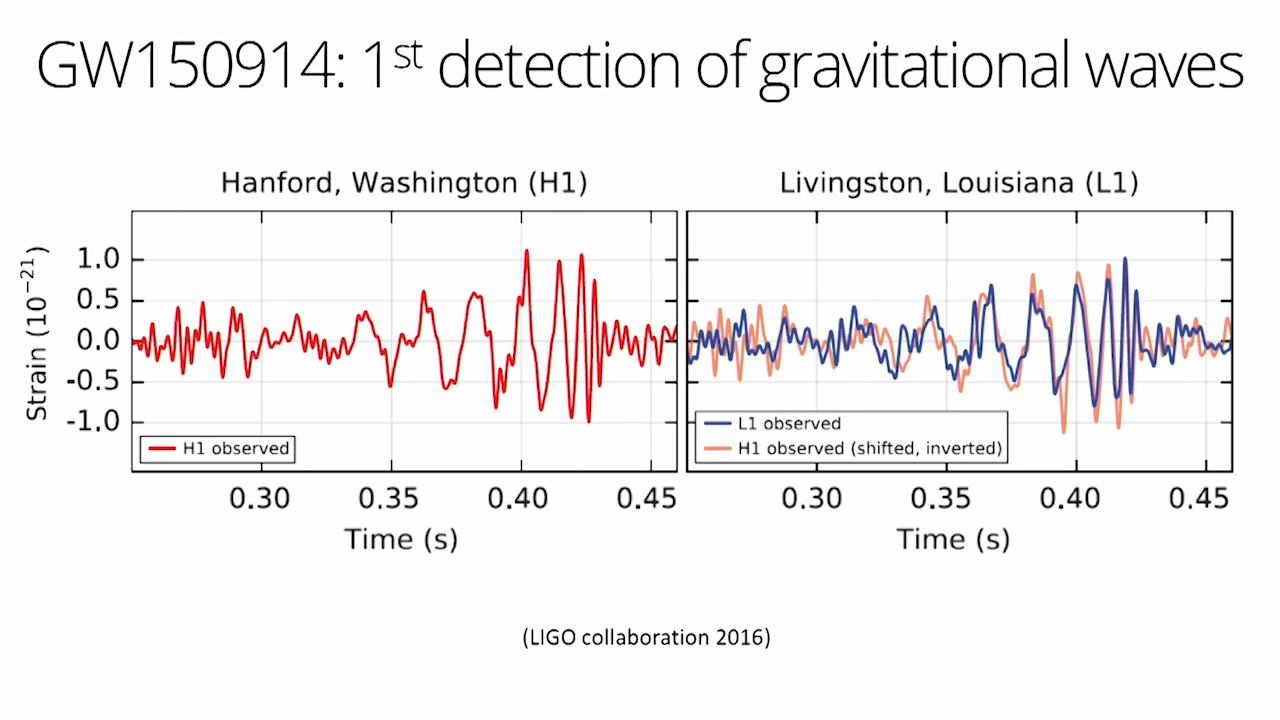 GW150914: 1st detection of gravitational waves
Hanford, Washington (H1)
Livingston, Louisiana (L1)
Strain (10⁻²¹)
1.0
0.5
0.0
-0.5
-1.0
H1 observed
L1 observed
H1 observed (shifted, inverted)
0.30 0.35 0.40 0.45
0.30 0.35 0.40 0.45
Time (s)
Time (s)
(LIGO collaboration 2016)